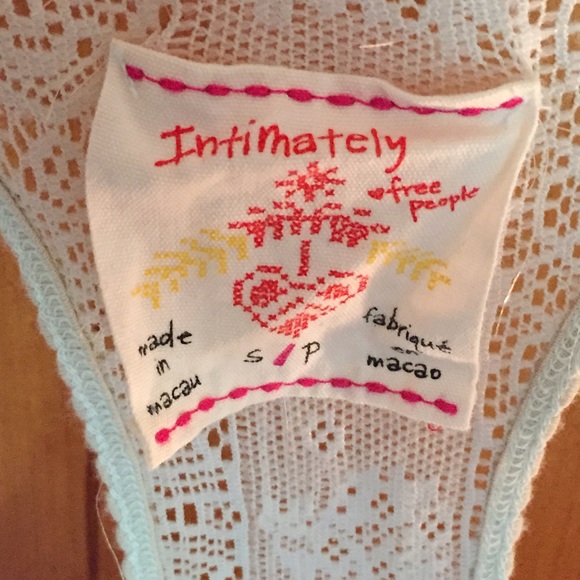 Intimately
♥free
people
made
in
macau
S / P
fabriqué
en
macao